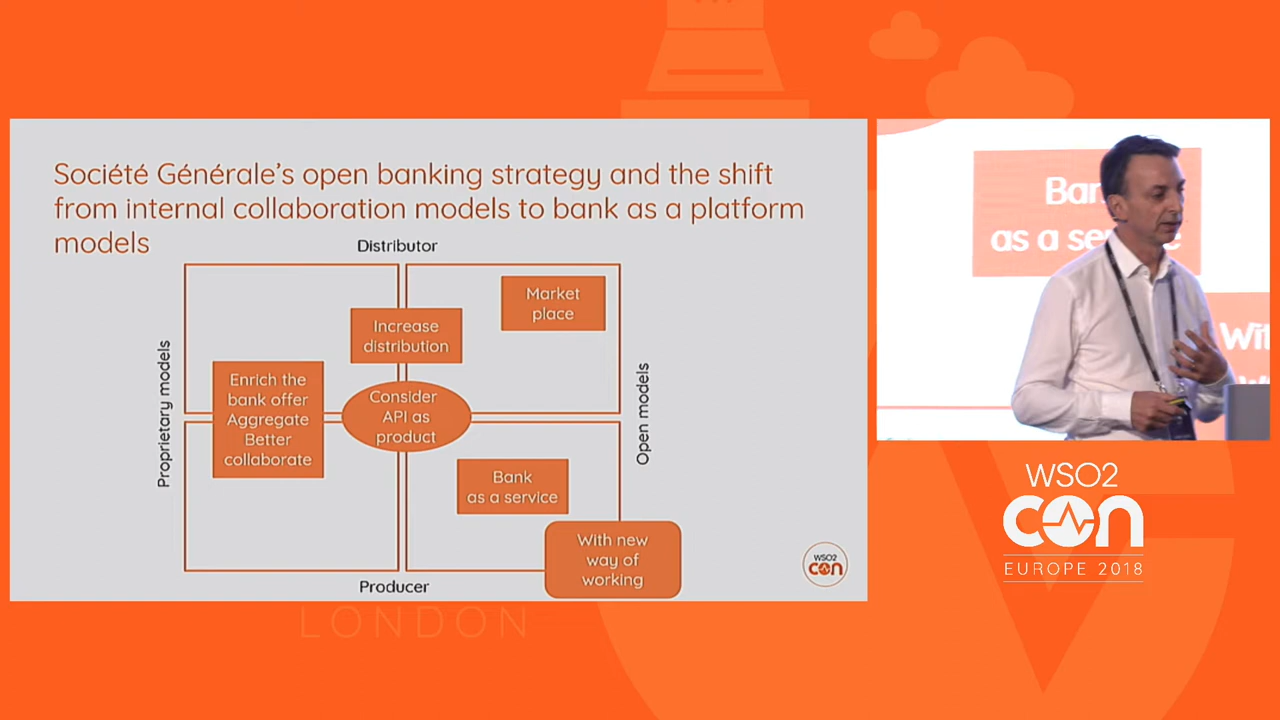 Société Générale’s open banking strategy and the shift
from internal collaboration models to bank as a platform
models
Distributor
Market
place
Increase
distribution
Proprietary models
Enrich the
bank offer
Aggregate
Better
collaborate
Consider
API as
product
Open models
Bank
as a service
With new
way of
working
Producer
WSO2
CON
as a se
WSO2
CON
EUROPE 2018
LONDON